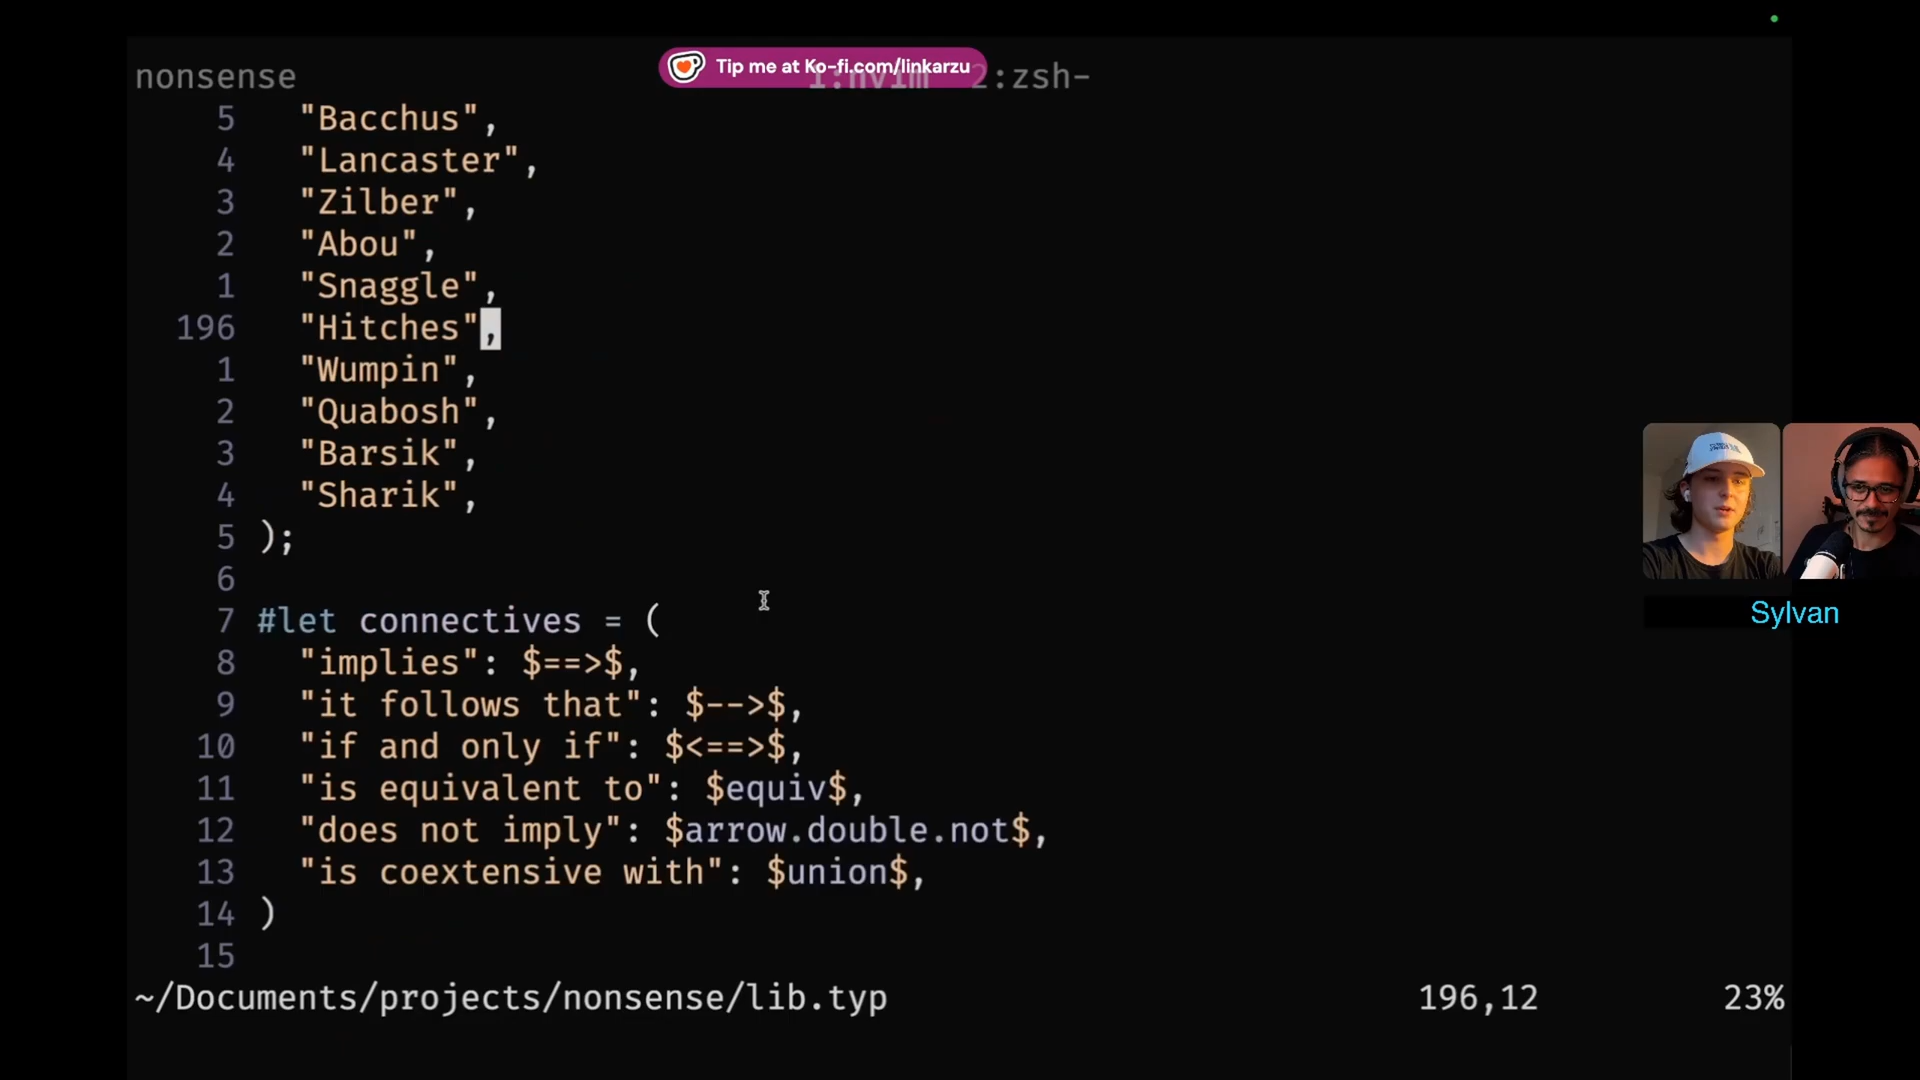 nonsense
Tip me at Ko-fi.com/linkarzu
1:nvim 2:zsh-
5 "Bacchus",
4 "Lancaster",
3 "Zilber",
2 "Abou",
1 "Snaggle",
196 "Hitches",
1 "Wumpin",
2 "Quabosh",
3 "Barsik",
4 "Sharik",
5 );
6
7 #let connectives = (
8 "implies": $==>$,
9 "it follows that": $-->$,
10 "if and only if": $<==>$,
11 "is equivalent to": $equiv$,
12 "does not imply": $arrow.double.not$,
13 "is coextensive with": $union$,
14 )
15
~/Documents/projects/nonsense/lib.typ 196,12 23%
Sylvan